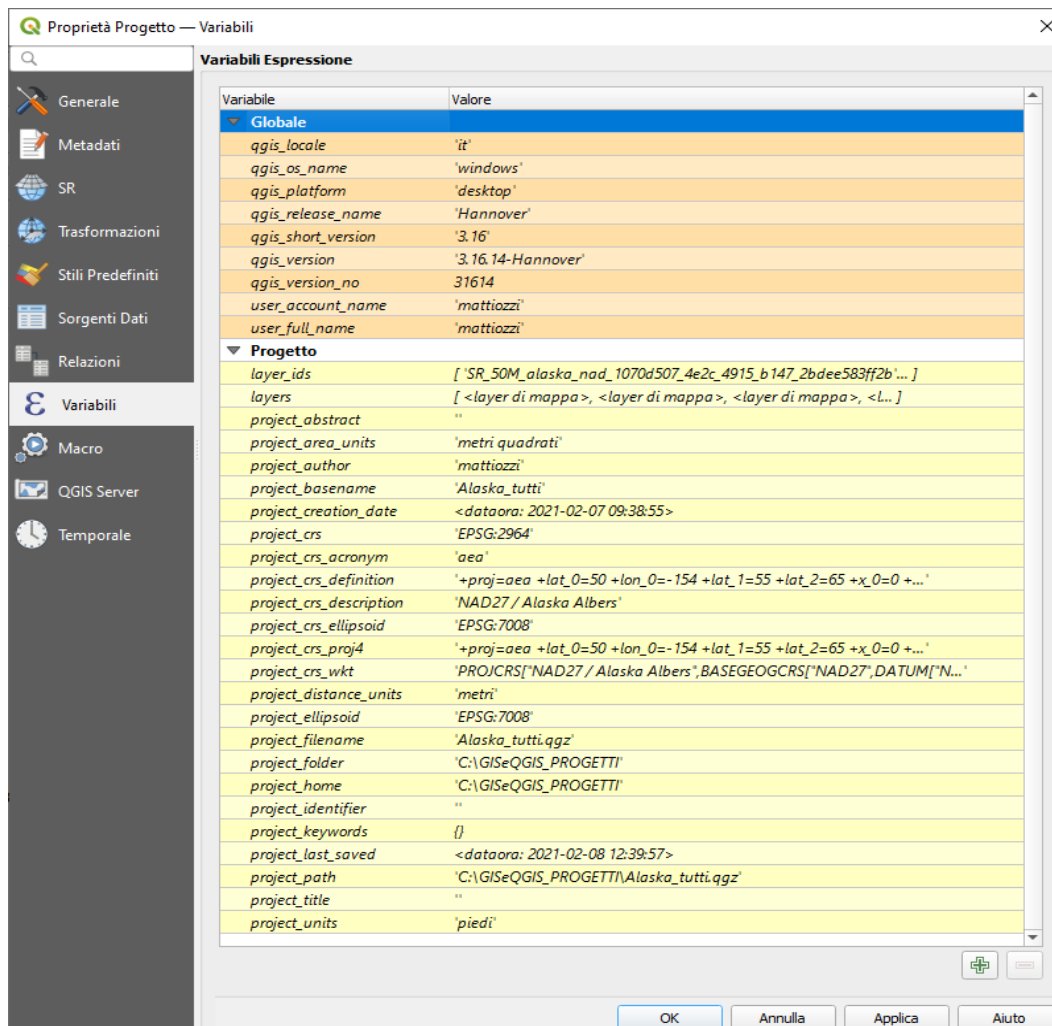 Proprietà Progetto — Variabili
Variabili Espressione
Generale
Metadati
SR
Trasformazioni
Stili Predefiniti
Sorgenti Dati
Relazioni
Variabili
Macro
QGIS Server
Temporale
Variabile Valore
Globale
qgis_locale 'it'
qgis_os_name 'windows'
qgis_platform 'desktop'
qgis_release_name 'Hannover'
qgis_short_version '3.16'
qgis_version '3.16.14-Hannover'
qgis_version_no 31614
user_account_name 'mattiozzi'
user_full_name 'mattiozzi'
Progetto
layer_ids [ 'SR_50M_alaska_nad_1070d507_4e2c_4915_b147_2bdee583ff2b'... ]
layers [ <layer di mappa>, <layer di mappa>, <layer di mappa>, <l... ]
project_abstract ''
project_area_units 'metri quadrati'
project_author 'mattiozzi'
project_basename 'Alaska_tutti'
project_creation_date <dataora: 2021-02-07 09:38:55>
project_crs 'EPSG:2964'
project_crs_acronym 'aea'
project_crs_definition '+proj=aea +lat_0=50 +lon_0=-154 +lat_1=55 +lat_2=65 +x_0=0 +...'
project_crs_description 'NAD27 / Alaska Albers'
project_crs_ellipsoid 'EPSG:7008'
project_crs_proj4 '+proj=aea +lat_0=50 +lon_0=-154 +lat_1=55 +lat_2=65 +x_0=0 +...'
project_crs_wkt 'PROJCRS["NAD27 / Alaska Albers",BASEGEOGCRS["NAD27",DATUM["N...'
project_distance_units 'metri'
project_ellipsoid 'EPSG:7008'
project_filename 'Alaska_tutti.qgz'
project_folder 'C:\GISeQGIS_PROGETTI'
project_home 'C:\GISeQGIS_PROGETTI'
project_identifier ''
project_keywords {}
project_last_saved <dataora: 2021-02-08 12:39:57>
project_path 'C:\GISeQGIS_PROGETTI\Alaska_tutti.qgz'
project_title ''
project_units 'piedi'
OK Annulla Applica Aiuto